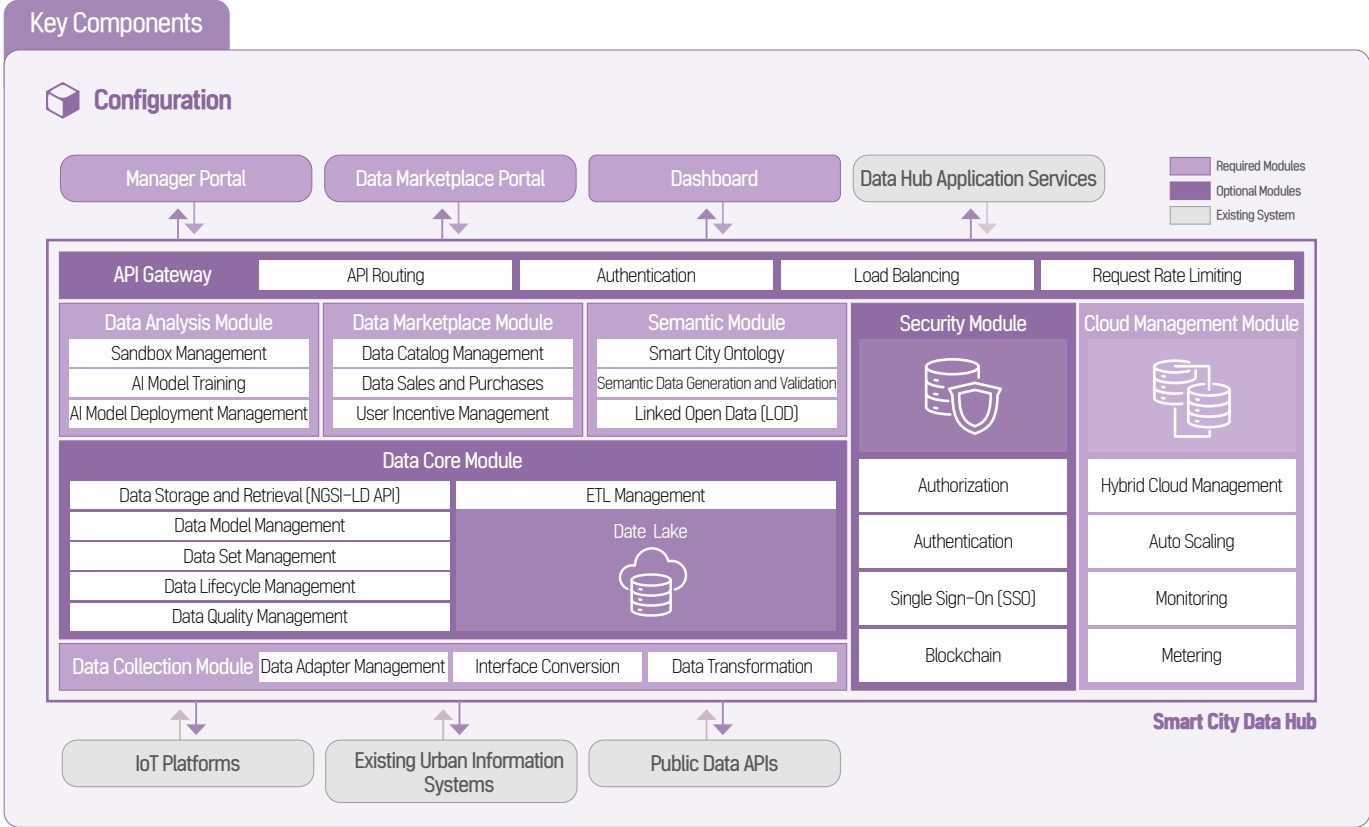 Key Components
Configuration
Manager Portal
Data Marketplace Portal
Dashboard
Data Hub Application Services
Required Modules
Optional Modules
Existing System
API Gateway
API Routing
Authentication
Load Balancing
Request Rate Limiting
Data Analysis Module
Sandbox Management
AI Model Training
AI Model Deployment Management
Data Marketplace Module
Data Catalog Management
Data Sales and Purchases
User Incentive Management
Semantic Module
Smart City Ontology
Semantic Data Generation and Validation
Linked Open Data (LOD)
Security Module
Authorization
Authentication
Single Sign-On (SSO)
Blockchain
Cloud Management Module
Hybrid Cloud Management
Auto Scaling
Monitoring
Metering
Data Core Module
Data Storage and Retrieval (NGSI-LD API)
Data Model Management
Data Set Management
Data Lifecycle Management
Data Quality Management
ETL Management
Date Lake
Data Collection Module
Data Adapter Management
Interface Conversion
Data Transformation
Smart City Data Hub
IoT Platforms
Existing Urban Information
Systems
Public Data APIs